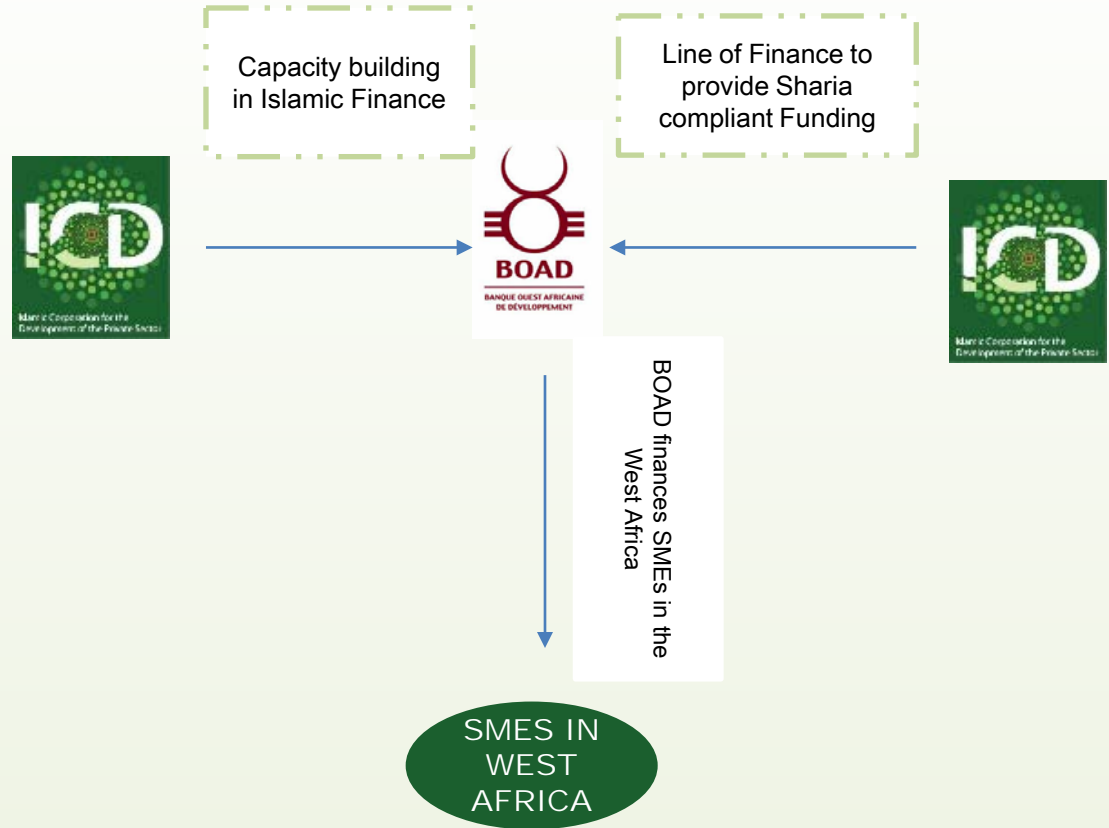 Capacity building
in Islamic Finance
Line of Finance to
provide Sharia
compliant Funding
ICD
Islamic Corporation for the
Development of the Private Sector
BOAD
BANQUE OUEST AFRICAINE
DE DÉVELOPPEMENT
ICD
Islamic Corporation for the
Development of the Private Sector
BOAD finances SMEs in the
West Africa
SMES IN
WEST
AFRICA